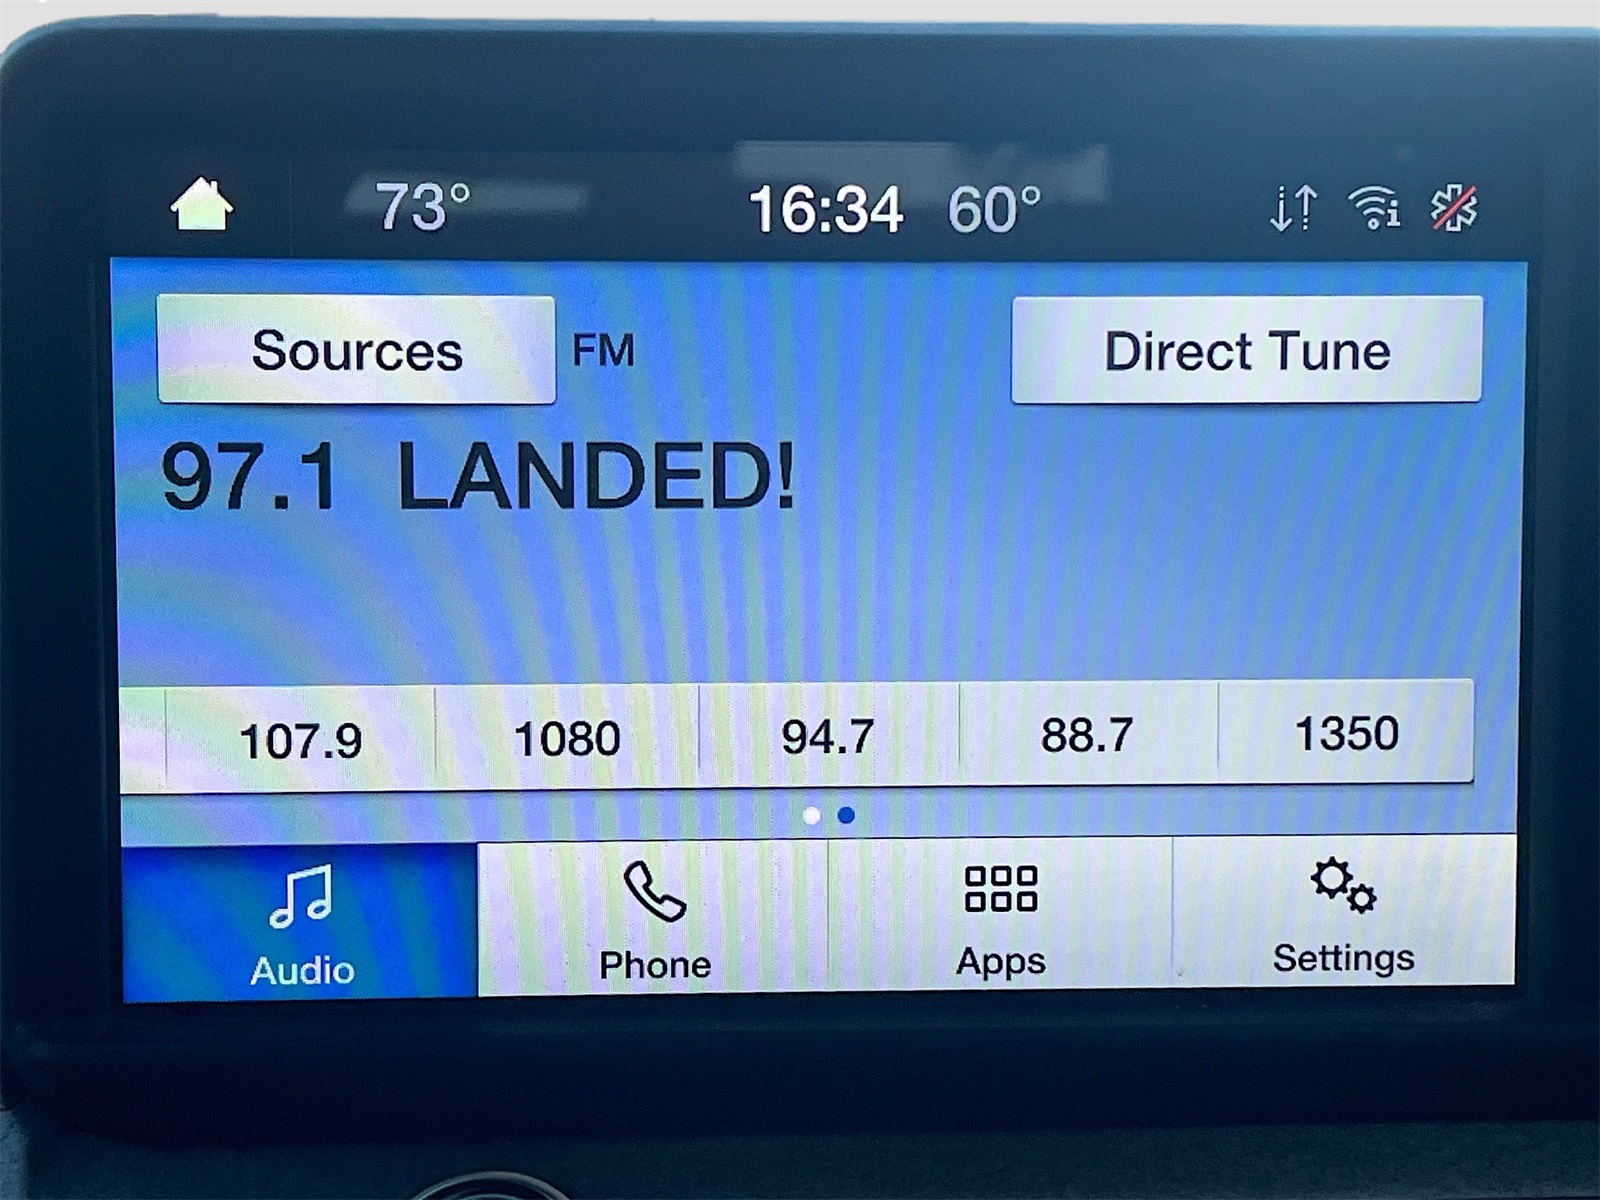 73° 16:34 60°
Sources FM Direct Tune
97.1 LANDED!
107.9 1080 94.7 88.7 1350
Audio Phone Apps Settings